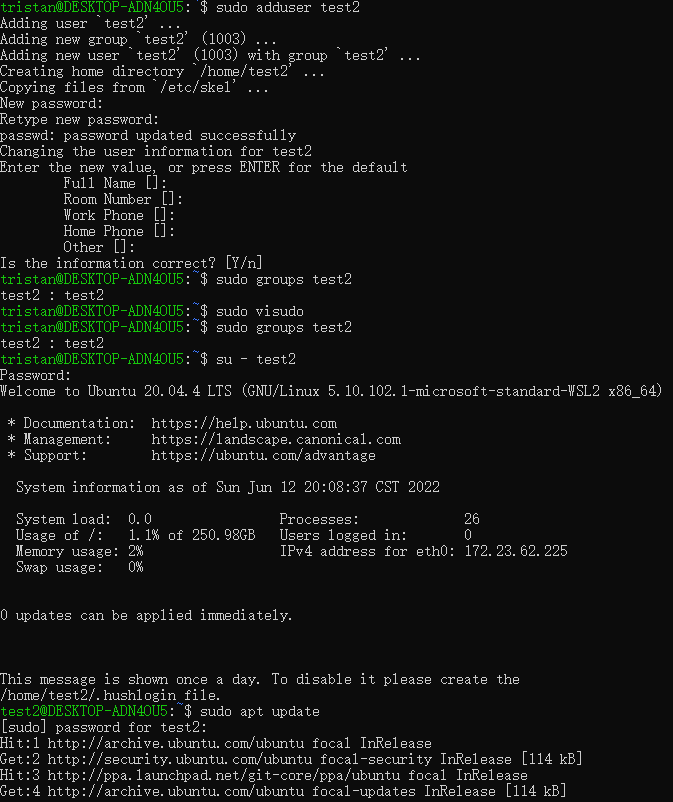 tristan@DESKTOP-ADN4OU5:~$ sudo adduser test2
Adding user `test2' ...
Adding new group `test2' (1003) ...
Adding new user `test2' (1003) with group `test2' ...
Creating home directory `/home/test2' ...
Copying files from `/etc/skel' ...
New password:
Retype new password:
passwd: password updated successfully
Changing the user information for test2
Enter the new value, or press ENTER for the default
        Full Name []:
        Room Number []:
        Work Phone []:
        Home Phone []:
        Other []:
Is the information correct? [Y/n]
tristan@DESKTOP-ADN4OU5:~$ sudo groups test2
test2 : test2
tristan@DESKTOP-ADN4OU5:~$ sudo visudo
tristan@DESKTOP-ADN4OU5:~$ sudo groups test2
test2 : test2
tristan@DESKTOP-ADN4OU5:~$ su - test2
Password:
Welcome to Ubuntu 20.04.4 LTS (GNU/Linux 5.10.102.1-microsoft-standard-WSL2 x86_64)

 * Documentation:  https://help.ubuntu.com
 * Management:     https://landscape.canonical.com
 * Support:        https://ubuntu.com/advantage

  System information as of Sun Jun 12 20:08:37 CST 2022

  System load:  0.0                Processes:             26
  Usage of /:   1.1% of 250.98GB   Users logged in:       0
  Memory usage: 2%                 IPv4 address for eth0: 172.23.62.225
  Swap usage:   0%

0 updates can be applied immediately.

This message is shown once a day. To disable it please create the
/home/test2/.hushlogin file.
test2@DESKTOP-ADN4OU5:~$ sudo apt update
[sudo] password for test2:
Hit:1 http://archive.ubuntu.com/ubuntu focal InRelease
Get:2 http://security.ubuntu.com/ubuntu focal-security InRelease [114 kB]
Hit:3 http://ppa.launchpad.net/git-core/ppa/ubuntu focal InRelease
Get:4 http://archive.ubuntu.com/ubuntu focal-updates InRelease [114 kB]